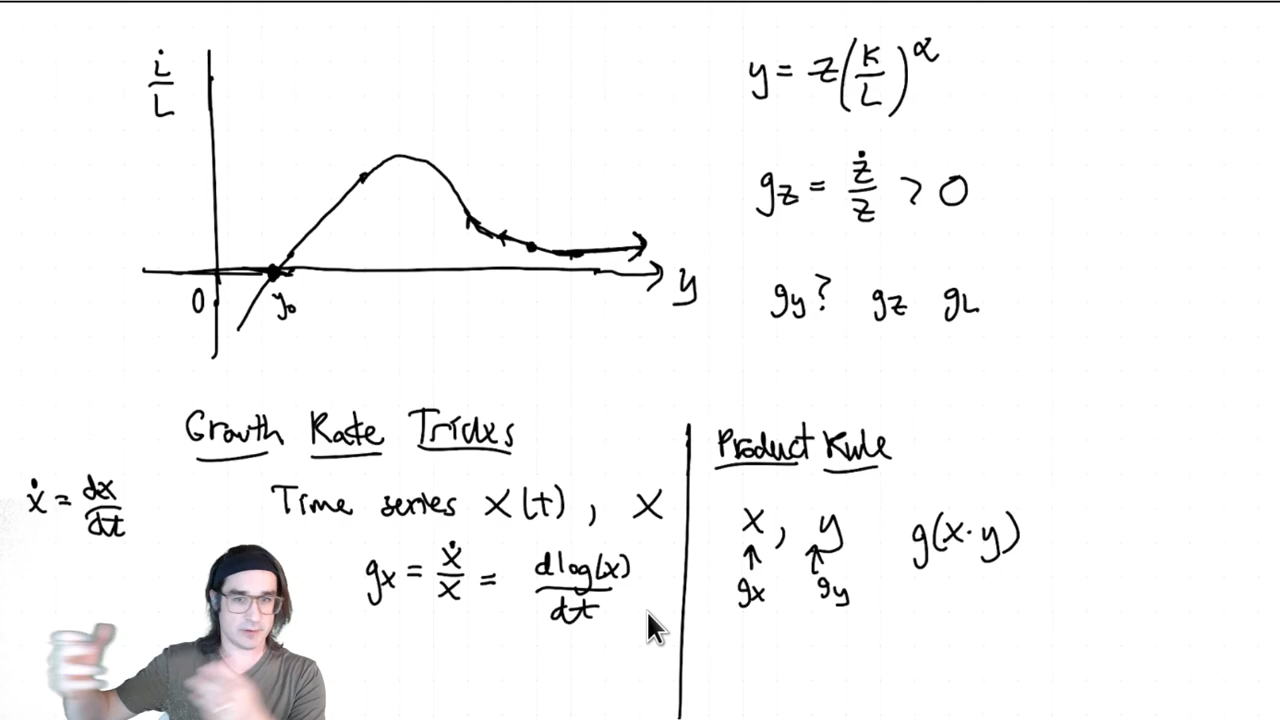 L̇/L
0
y₀
y
y = z(K/L)^α
g_z = ż/z > 0
g_y? g_z g_L
Growth Rate Tricks
ẋ = dx/dt
Time series X(t), X
g_x = ẋ/x = dlog(x)/dt
Product Rule
x, y g(x·y)
↑ ↑
g_x g_y